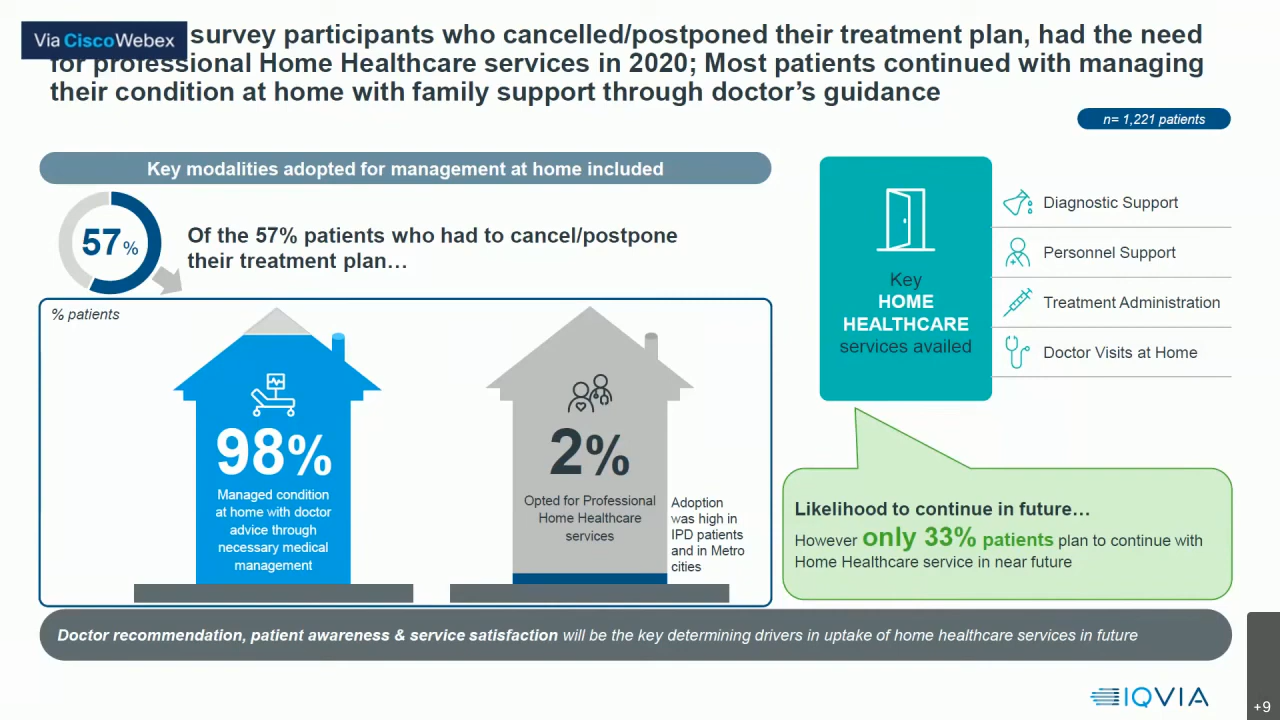 Via Cisco Webex
survey participants who cancelled/postponed their treatment plan, had the need
for professional Home Healthcare services in 2020; Most patients continued with managing
their condition at home with family support through doctor’s guidance
n= 1,221 patients
Key modalities adopted for management at home included
57 %
Of the 57% patients who had to cancel/postpone
their treatment plan…
% patients
98%
Managed condition
at home with doctor
advice through
necessary medical
management
2%
Opted for Professional
Home Healthcare
services
Adoption
was high in
IPD patients
and in Metro
cities
Key
HOME
HEALTHCARE
services availed
Diagnostic Support
Personnel Support
Treatment Administration
Doctor Visits at Home
Likelihood to continue in future…
However only 33% patients plan to continue with
Home Healthcare service in near future
Doctor recommendation, patient awareness & service satisfaction will be the key determining drivers in uptake of home healthcare services in future
IQVIA
+9